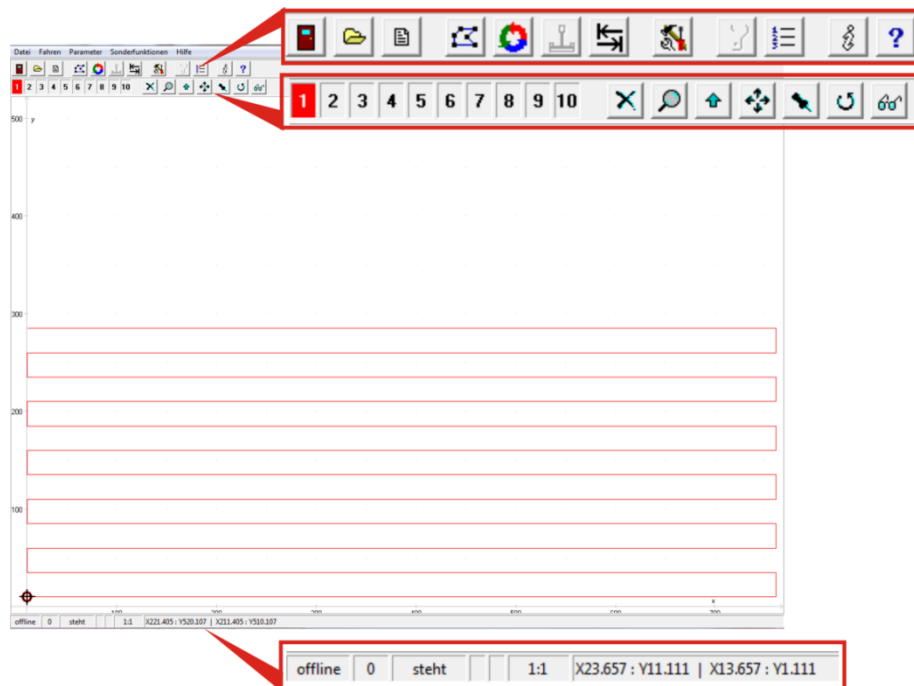 Datei Fahren Parameter Sonderfunktionen Hilfe
?
1 2 3 4 5 6 7 8 9 10
?
1 2 3 4 5 6 7 8 9 10
500 y
400
300
200
100
x
100 200 300 400 500 600 700
offline 0 steht 1:1 X221.405 : Y520.107 | X211.405 : Y510.107
offline 0 steht 1:1 X23.657 : Y11.111 | X13.657 : Y1.111